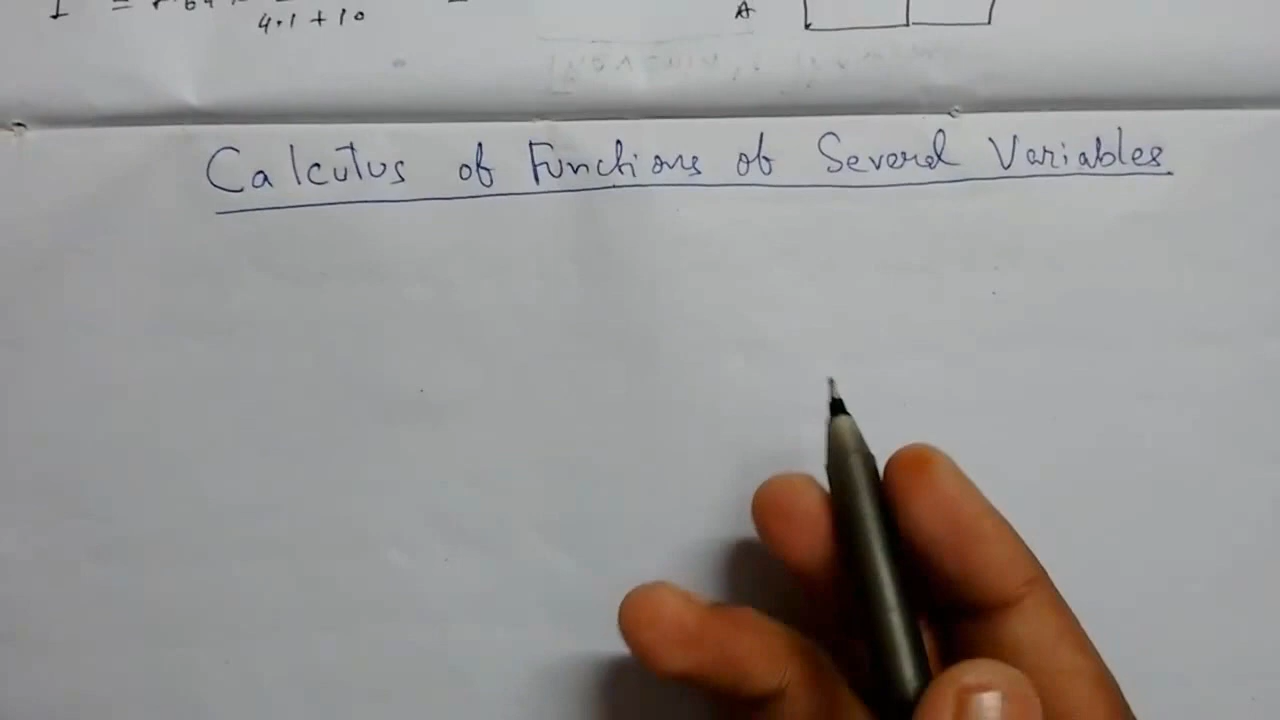 4.1 + 10
A
Calculus of Functions of Several Variables